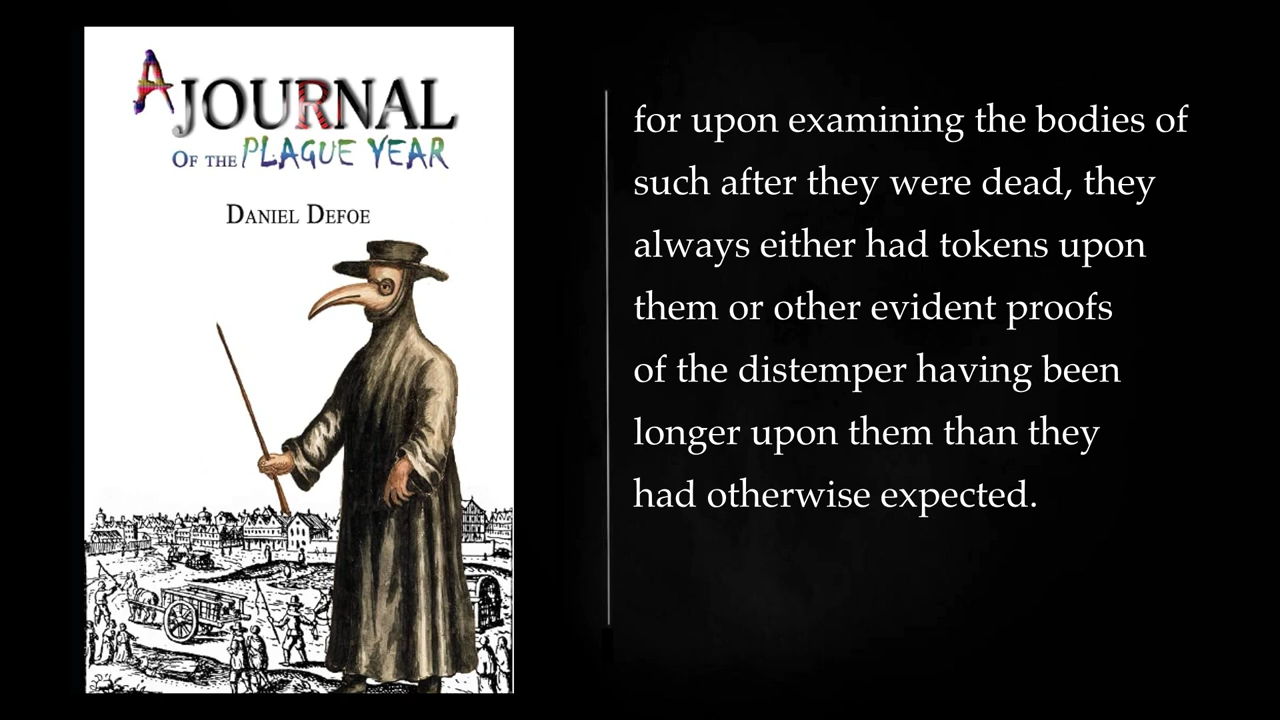 A JOURNAL
OF THE PLAGUE YEAR
DANIEL DEFOE
for upon examining the bodies of
such after they were dead, they
always either had tokens upon
them or other evident proofs
of the distemper having been
longer upon them than they
had otherwise expected.